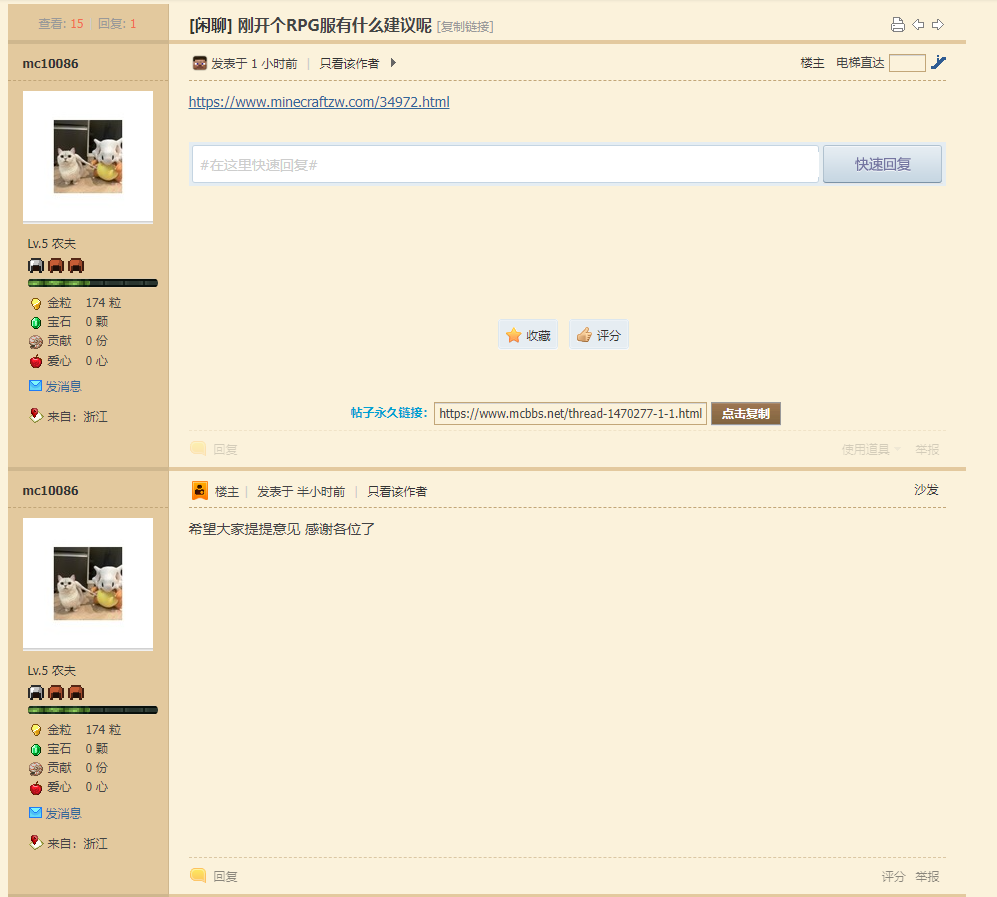 查看: 15 | 回复: 1
[闲聊] 刚开个RPG服有什么建议呢 [复制链接]
mc10086
发表于 1 小时前 | 只看该作者
楼主 电梯直达
https://www.minecraftzw.com/34972.html
#在这里快速回复#
快速回复
Lv.5 农夫
金粒 174 粒
宝石 0 颗
贡献 0 份
爱心 0 心
发消息
来自: 浙江
收藏
评分
帖子永久链接:
https://www.mcbbs.net/thread-1470277-1-1.html
点击复制
回复
使用道具
举报
mc10086
楼主 | 发表于 半小时前 | 只看该作者
沙发
希望大家提提意见 感谢各位了
Lv.5 农夫
金粒 174 粒
宝石 0 颗
贡献 0 份
爱心 0 心
发消息
来自: 浙江
回复
评分 举报